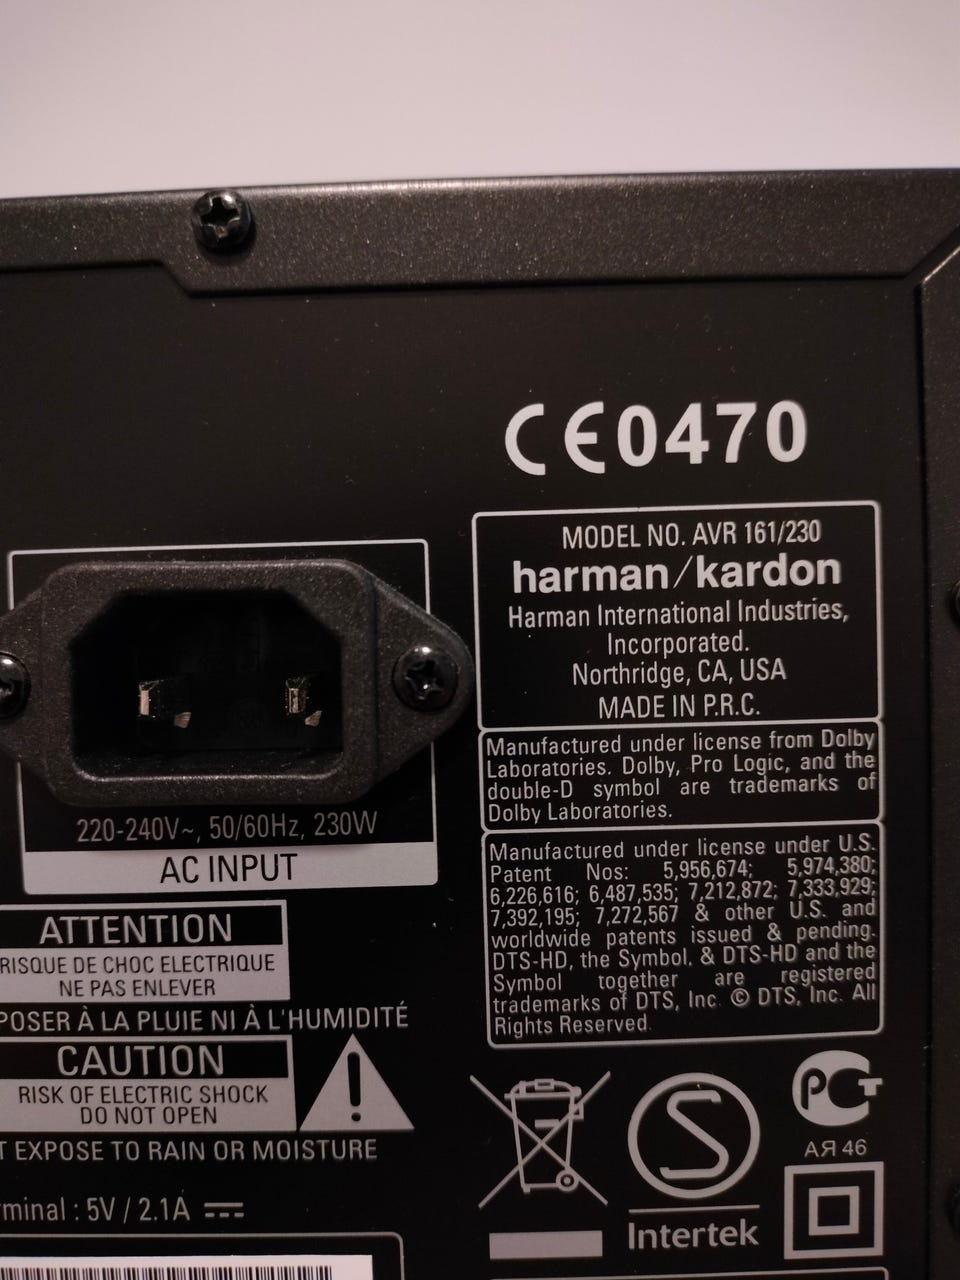 CE0470
MODEL NO. AVR 161/230
harman/kardon
Harman International Industries,
Incorporated.
Northridge, CA, USA
MADE IN P.R.C.
Manufactured under license from Dolby
Laboratories. Dolby, Pro Logic, and the
double-D symbol are trademarks of
Dolby Laboratories.
Manufactured under license under U.S.
Patent Nos: 5,956,674; 5,974,380;
6,226,616; 6,487,535; 7,212,872; 7,333,929;
7,392,195; 7,272,567 & other U.S. and
worldwide patents issued & pending.
DTS-HD, the Symbol, & DTS-HD and the
Symbol together are registered
trademarks of DTS, Inc. © DTS, Inc. All
Rights Reserved.
220-240V~, 50/60Hz, 230W
AC INPUT
ATTENTION
RISQUE DE CHOC ELECTRIQUE
NE PAS ENLEVER
POSER À LA PLUIE NI À L'HUMIDITÉ
CAUTION
RISK OF ELECTRIC SHOCK
DO NOT OPEN
T EXPOSE TO RAIN OR MOISTURE
rminal : 5V / 2.1A
S
Intertek
РСТ
АЯ 46